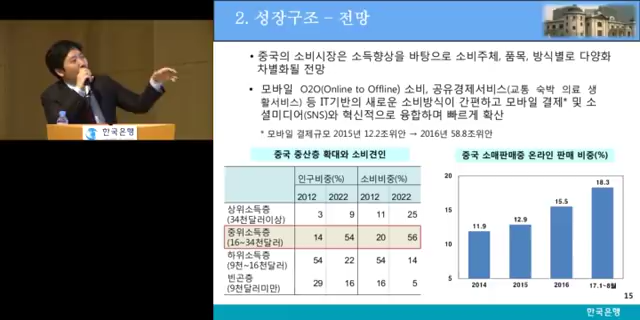 한국은행
2. 성장구조 – 전망
• 중국의 소비시장은 소득향상을 바탕으로 소비주체, 품목, 방식별로 다양화
차별화될 전망
• 모바일 O2O(Online to Offline) 소비, 공유경제서비스(교통 숙박 의료 생
활서비스) 등 IT기반의 새로운 소비방식이 간편하고 모바일 결제* 및 소
셜미디어(SNS)와 혁신적으로 융합하며 빠르게 확산
* 모바일 결제규모 2015년 12.2조위안 → 2016년 58.8조위안
중국 중산층 확대와 소비견인
인구비중(%) 소비비중(%)
2012 2022 2012 2022
상위소득층
(34천달러이상) 3 9 11 25
중위소득층
(16~34천달러) 14 54 20 56
하위소득층
(9천~16천달러) 54 22 54 14
빈곤층
(9천달러미만) 29 16 16 5
중국 소매판매중 온라인 판매 비중(%)
20
15
10
5
11.9
12.9
15.5
18.3
2014 2015 2016 17.1~8월
15
한국은행